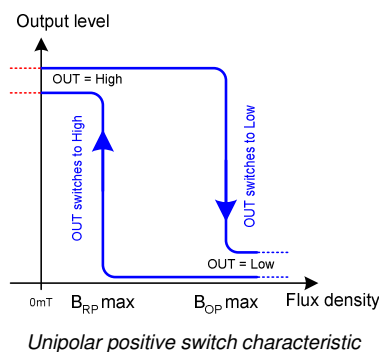 Output level
OUT = High
OUT switches to High
OUT switches to Low
OUT = Low
0mT
B_RP max
B_OP max
Flux density
Unipolar positive switch characteristic